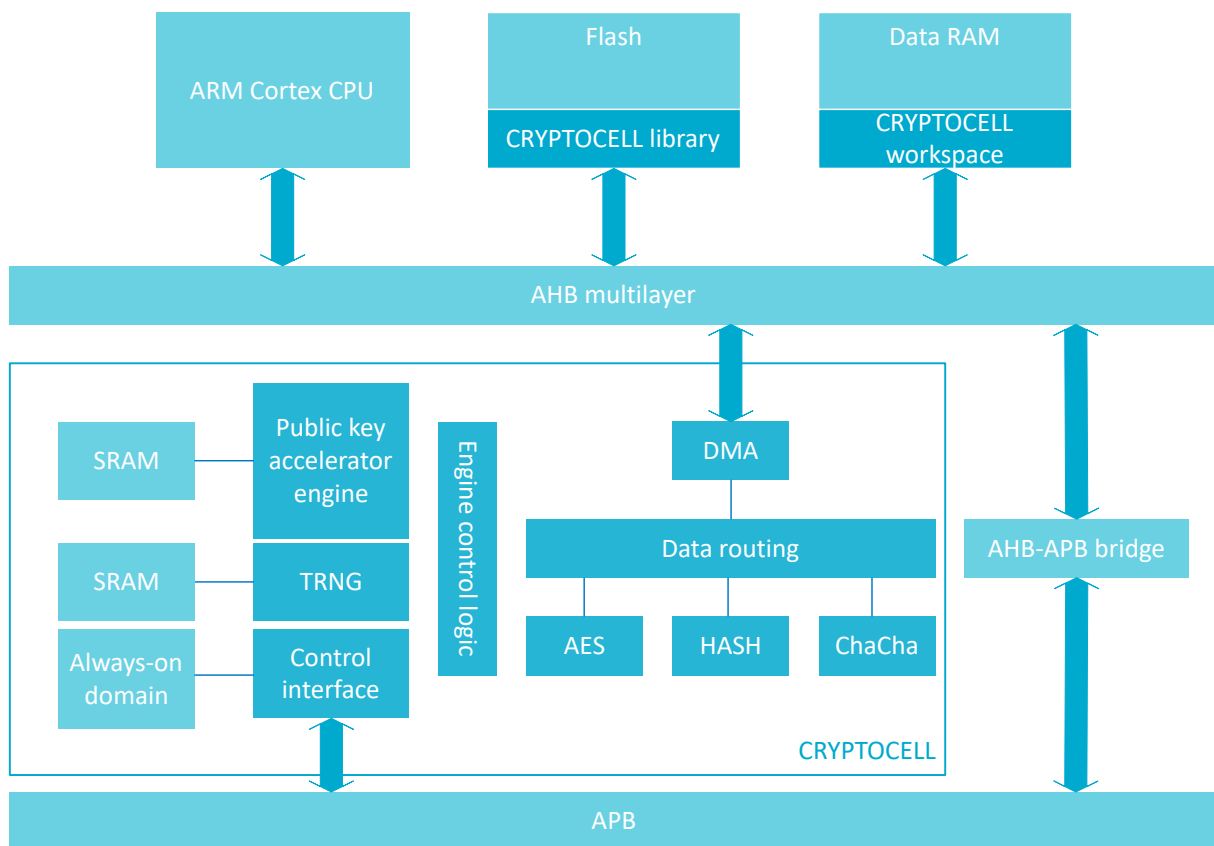 ARM Cortex CPU
Flash
CRYPTOCELL library
Data RAM
CRYPTOCELL
workspace
AHB multilayer
SRAM
Public key
accelerator
engine
SRAM
TRNG
Always-on
domain
Control
interface
Engine control logic
DMA
Data routing
AES
HASH
ChaCha
CRYPTOCELL
AHB-APB bridge
APB